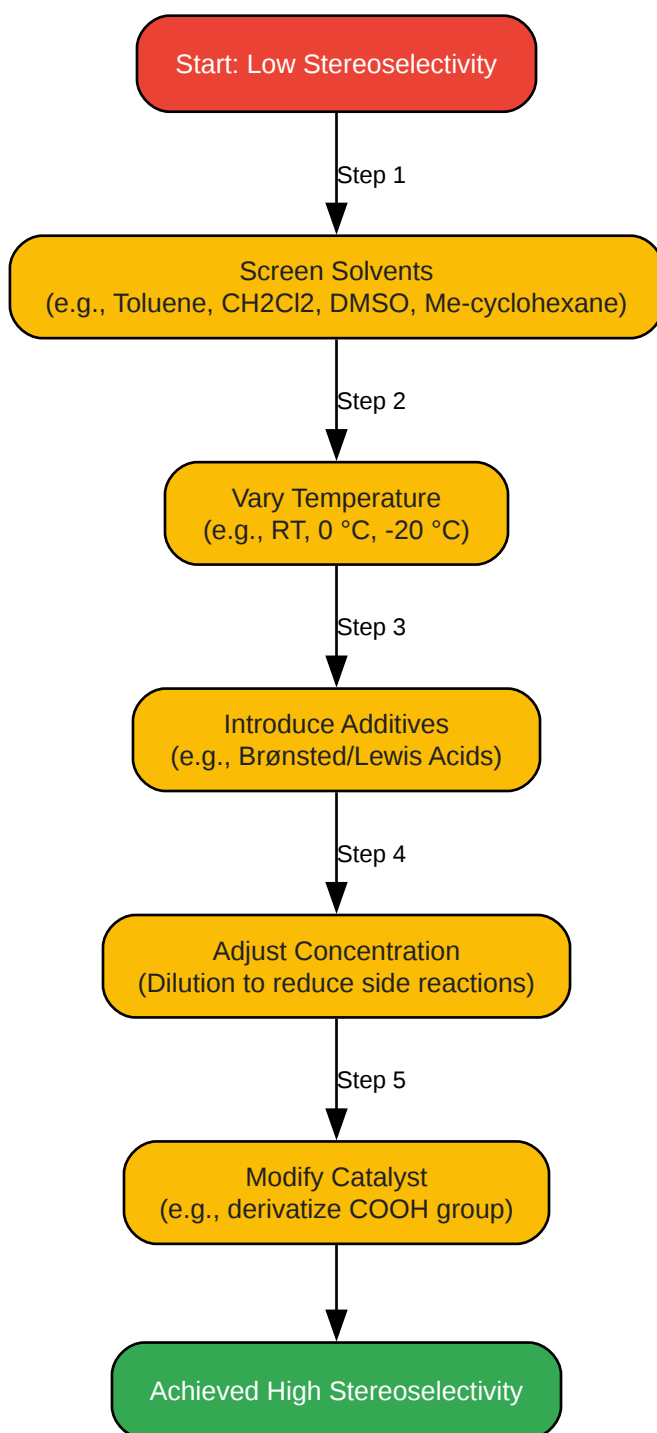 Start: Low Stereoselectivity
Step 1
Screen Solvents
(e.g., Toluene, CH2Cl2, DMSO, Me-cyclohexane)
Step 2
Vary Temperature
(e.g., RT, 0 °C, -20 °C)
Step 3
Introduce Additives
(e.g., Brønsted/Lewis Acids)
Step 4
Adjust Concentration
(Dilution to reduce side reactions)
Step 5
Modify Catalyst
(e.g., derivatize COOH group)
Achieved High Stereoselectivity